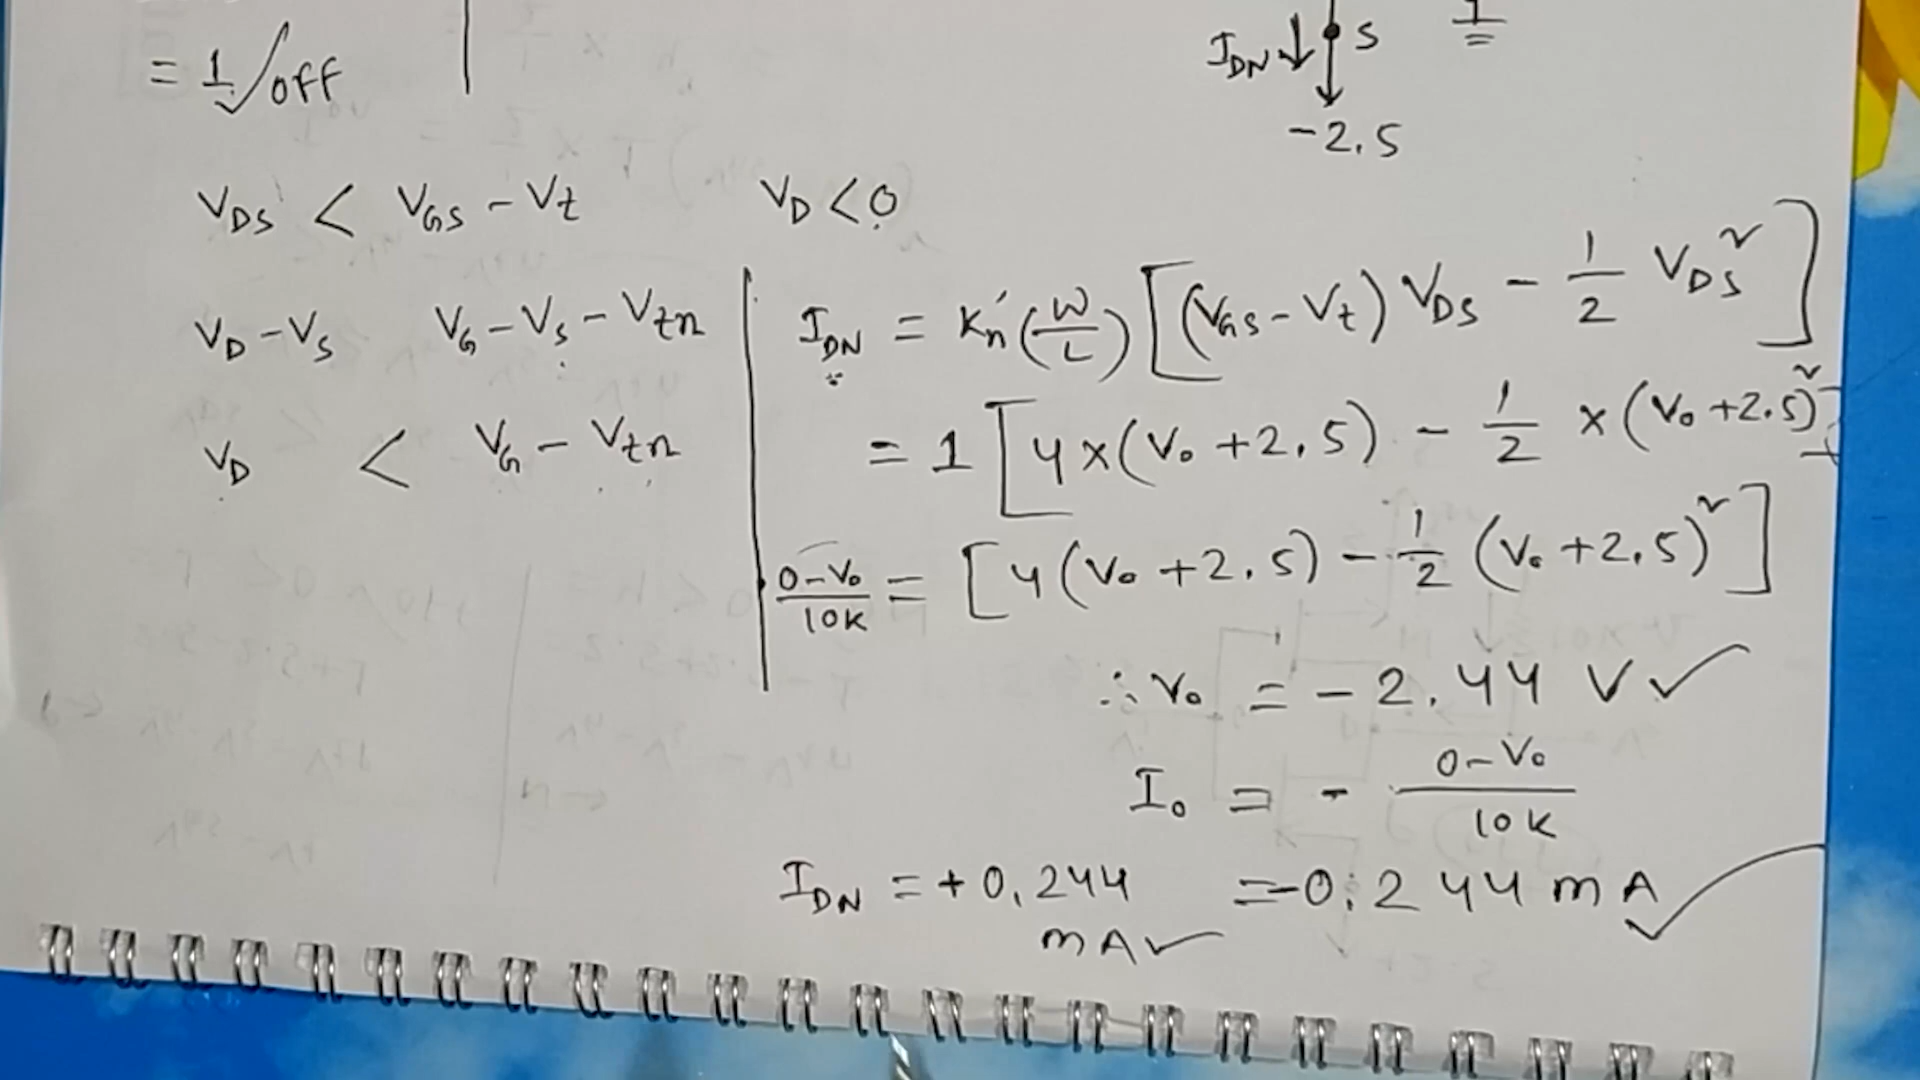 = 1/off
I_DN ↓ S
-2.5
V_DS < V_GS - V_t
V_D < 0
V_D - V_S V_G - V_S - V_tn
V_D < V_G - V_tn
I_DN = K_n' (W/L) [(V_GS - V_t) V_DS - 1/2 V_DS^2]
= 1 [4 × (V_o + 2.5) - 1/2 × (V_o + 2.5)^2]
(0 - V_o)/10K = [4 (V_o + 2.5) - 1/2 (V_o + 2.5)^2]
∴ V_o = -2.44 V ✓
I_o = - (0 - V_o)/10K
I_DN = +0.244 mA ✓
= -0.244 mA ✓